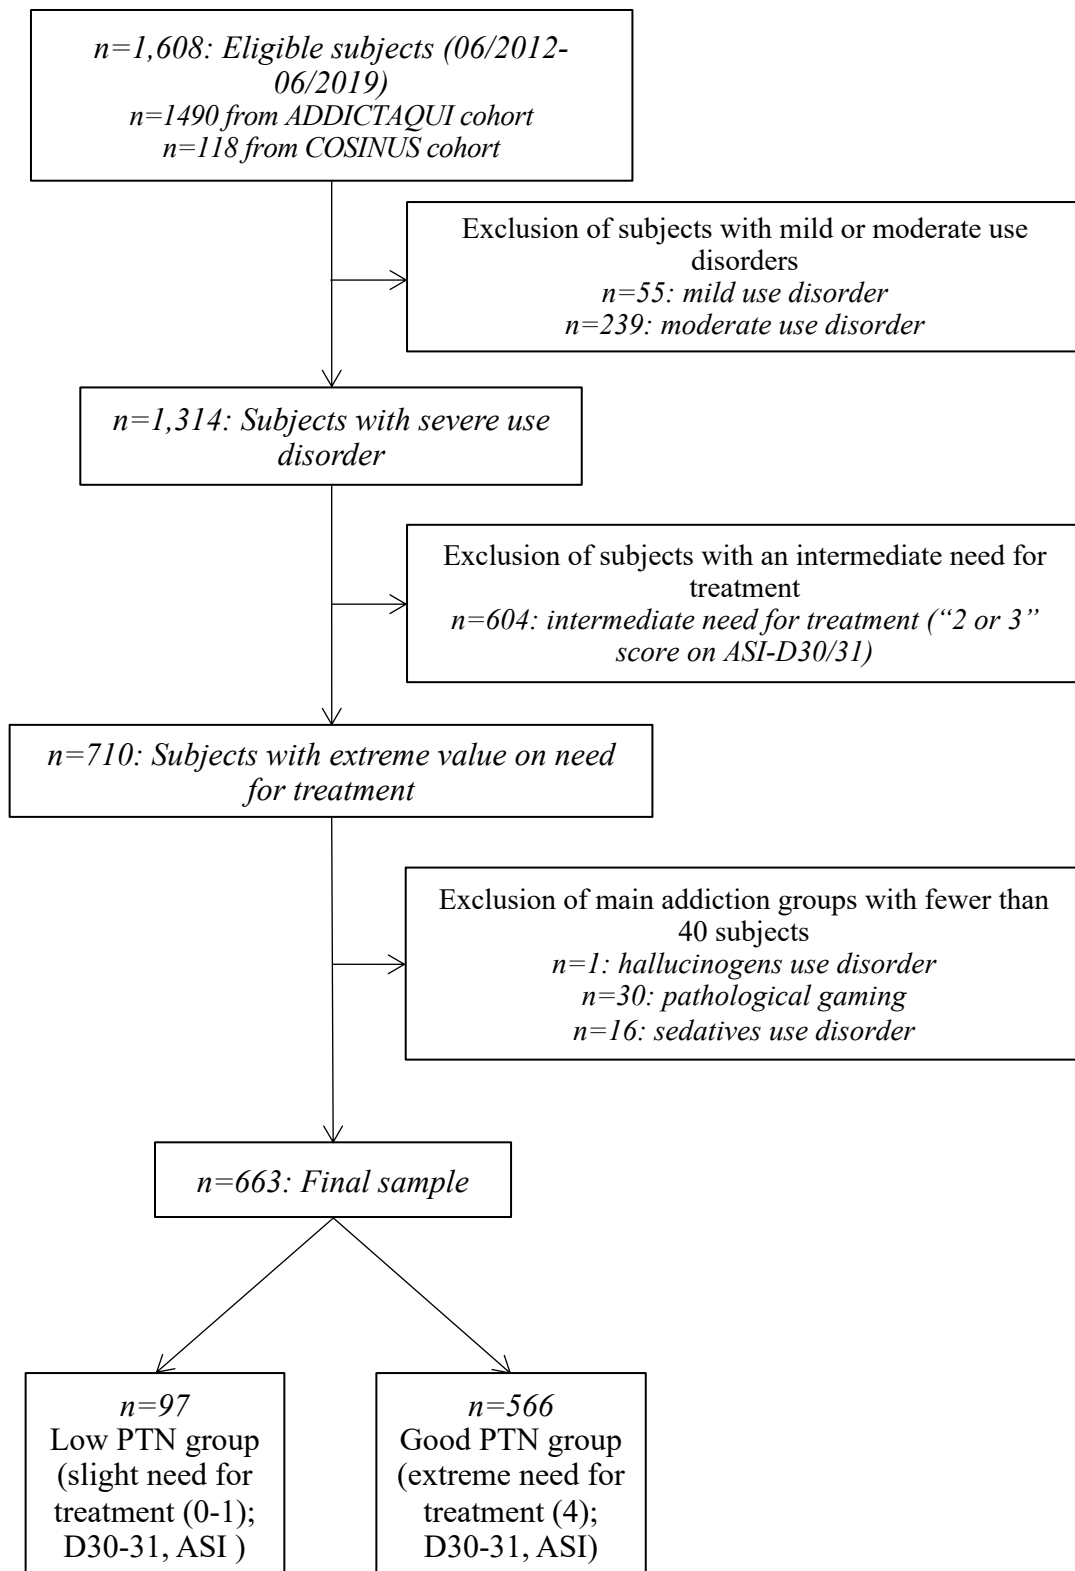 n=1,608: Eligible subjects (06/2012-
06/2019)
n=1490 from ADDICTAQUI cohort
n=118 from COSINUS cohort
Exclusion of subjects with mild or moderate use
disorders
n=55: mild use disorder
n=239: moderate use disorder
n=1,314: Subjects with severe use
disorder
Exclusion of subjects with an intermediate need for
treatment
n=604: intermediate need for treatment (“2 or 3”
score on ASI-D30/31)
n=710: Subjects with extreme value on need
for treatment
Exclusion of main addiction groups with fewer than
40 subjects
n=1: hallucinogens use disorder
n=30: pathological gaming
n=16: sedatives use disorder
n=663: Final sample
n=97
Low PTN group
(slight need for
treatment (0-1);
D30-31, ASI )
n=566
Good PTN group
(extreme need for
treatment (4);
D30-31, ASI)